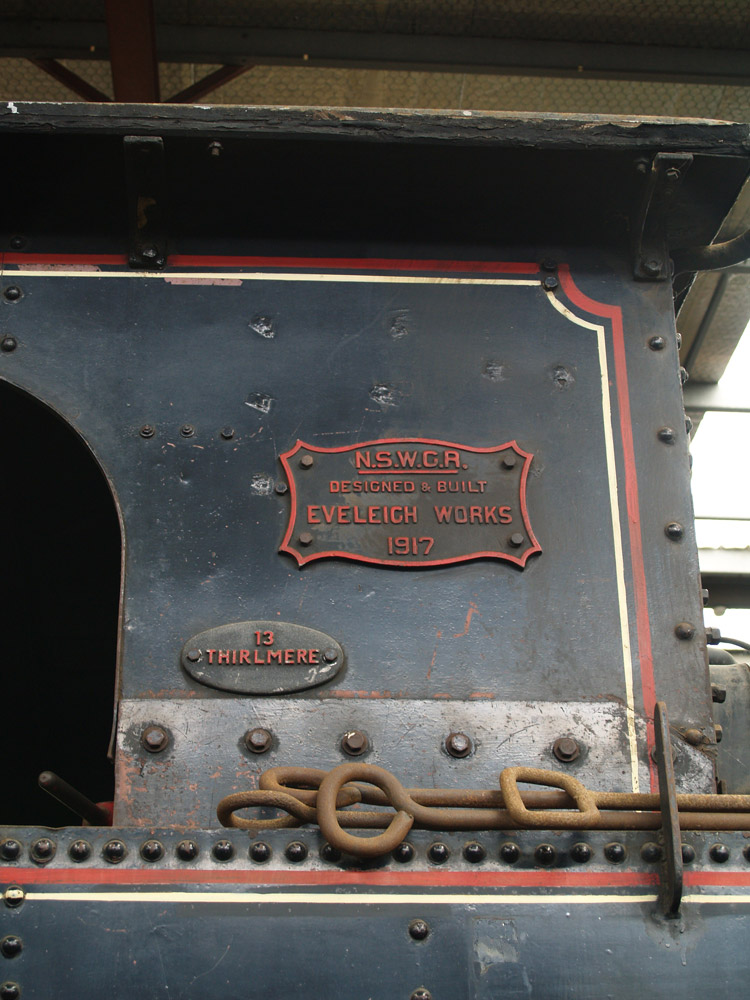 N.S.W.G.R.
DESIGNED & BUILT
EVELEIGH WORKS
1917
13
THIRLMERE